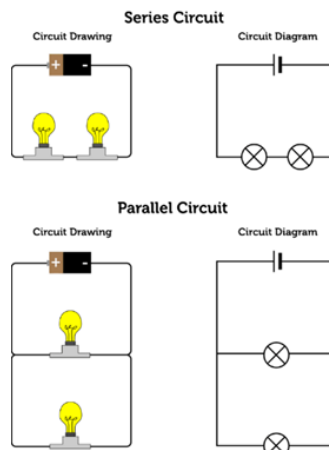 Series Circuit
Circuit Drawing
Circuit Diagram
+ -
Parallel Circuit
Circuit Drawing
Circuit Diagram
+ -